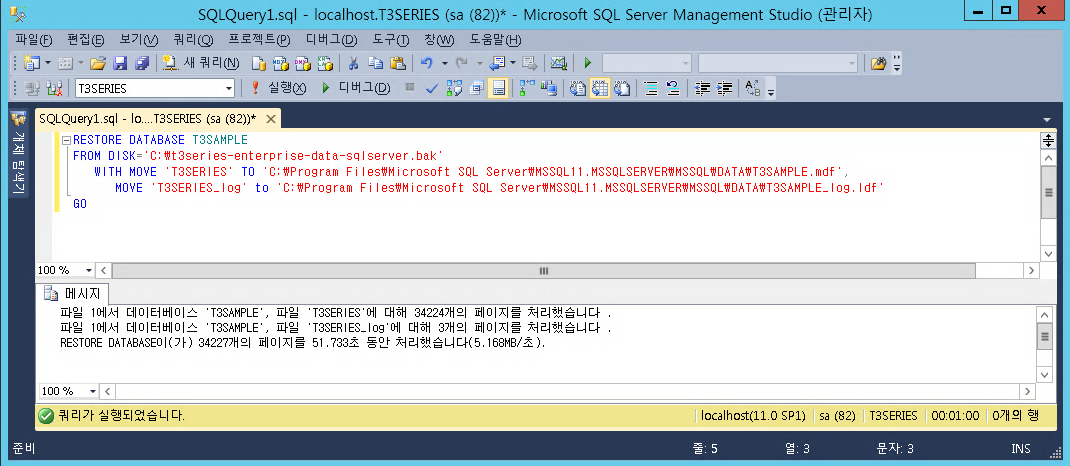 SQLQuery1.sql - localhost.T3SERIES (sa (82))* - Microsoft SQL Server Management Studio (관리자)
파일(F) 편집(E) 보기(V) 쿼리(Q) 프로젝트(P) 디버그(D) 도구(T) 창(W) 도움말(H)
새 쿼리(N)
T3SERIES 실행(X) 디버그(D)
개체 탐색기
SQLQuery1.sql - lo....T3SERIES (sa (82))*
RESTORE DATABASE T3SAMPLE
FROM DISK='C:₩t3series-enterprise-data-sqlserver.bak'
WITH MOVE 'T3SERIES' TO 'C:₩Program Files₩Microsoft SQL Server₩MSSQL11.MSSQLSERVER₩MSSQL₩DATA₩T3SAMPLE.mdf',
MOVE 'T3SERIES_log' to 'C:₩Program Files₩Microsoft SQL Server₩MSSQL11.MSSQLSERVER₩MSSQL₩DATA₩T3SAMPLE_log.ldf'
GO
100 %
메시지
파일 1에서 데이터베이스 'T3SAMPLE', 파일 'T3SERIES'에 대해 34224개의 페이지를 처리했습니다 .
파일 1에서 데이터베이스 'T3SAMPLE', 파일 'T3SERIES_log'에 대해 3개의 페이지를 처리했습니다 .
RESTORE DATABASE이(가) 34227개의 페이지를 51.733초 동안 처리했습니다(5.168MB/초).
100 %
쿼리가 실행되었습니다. localhost(11.0 SP1) sa (82) T3SERIES 00:01:00 0개의 행
준비 줄: 5 열: 3 문자: 3 INS